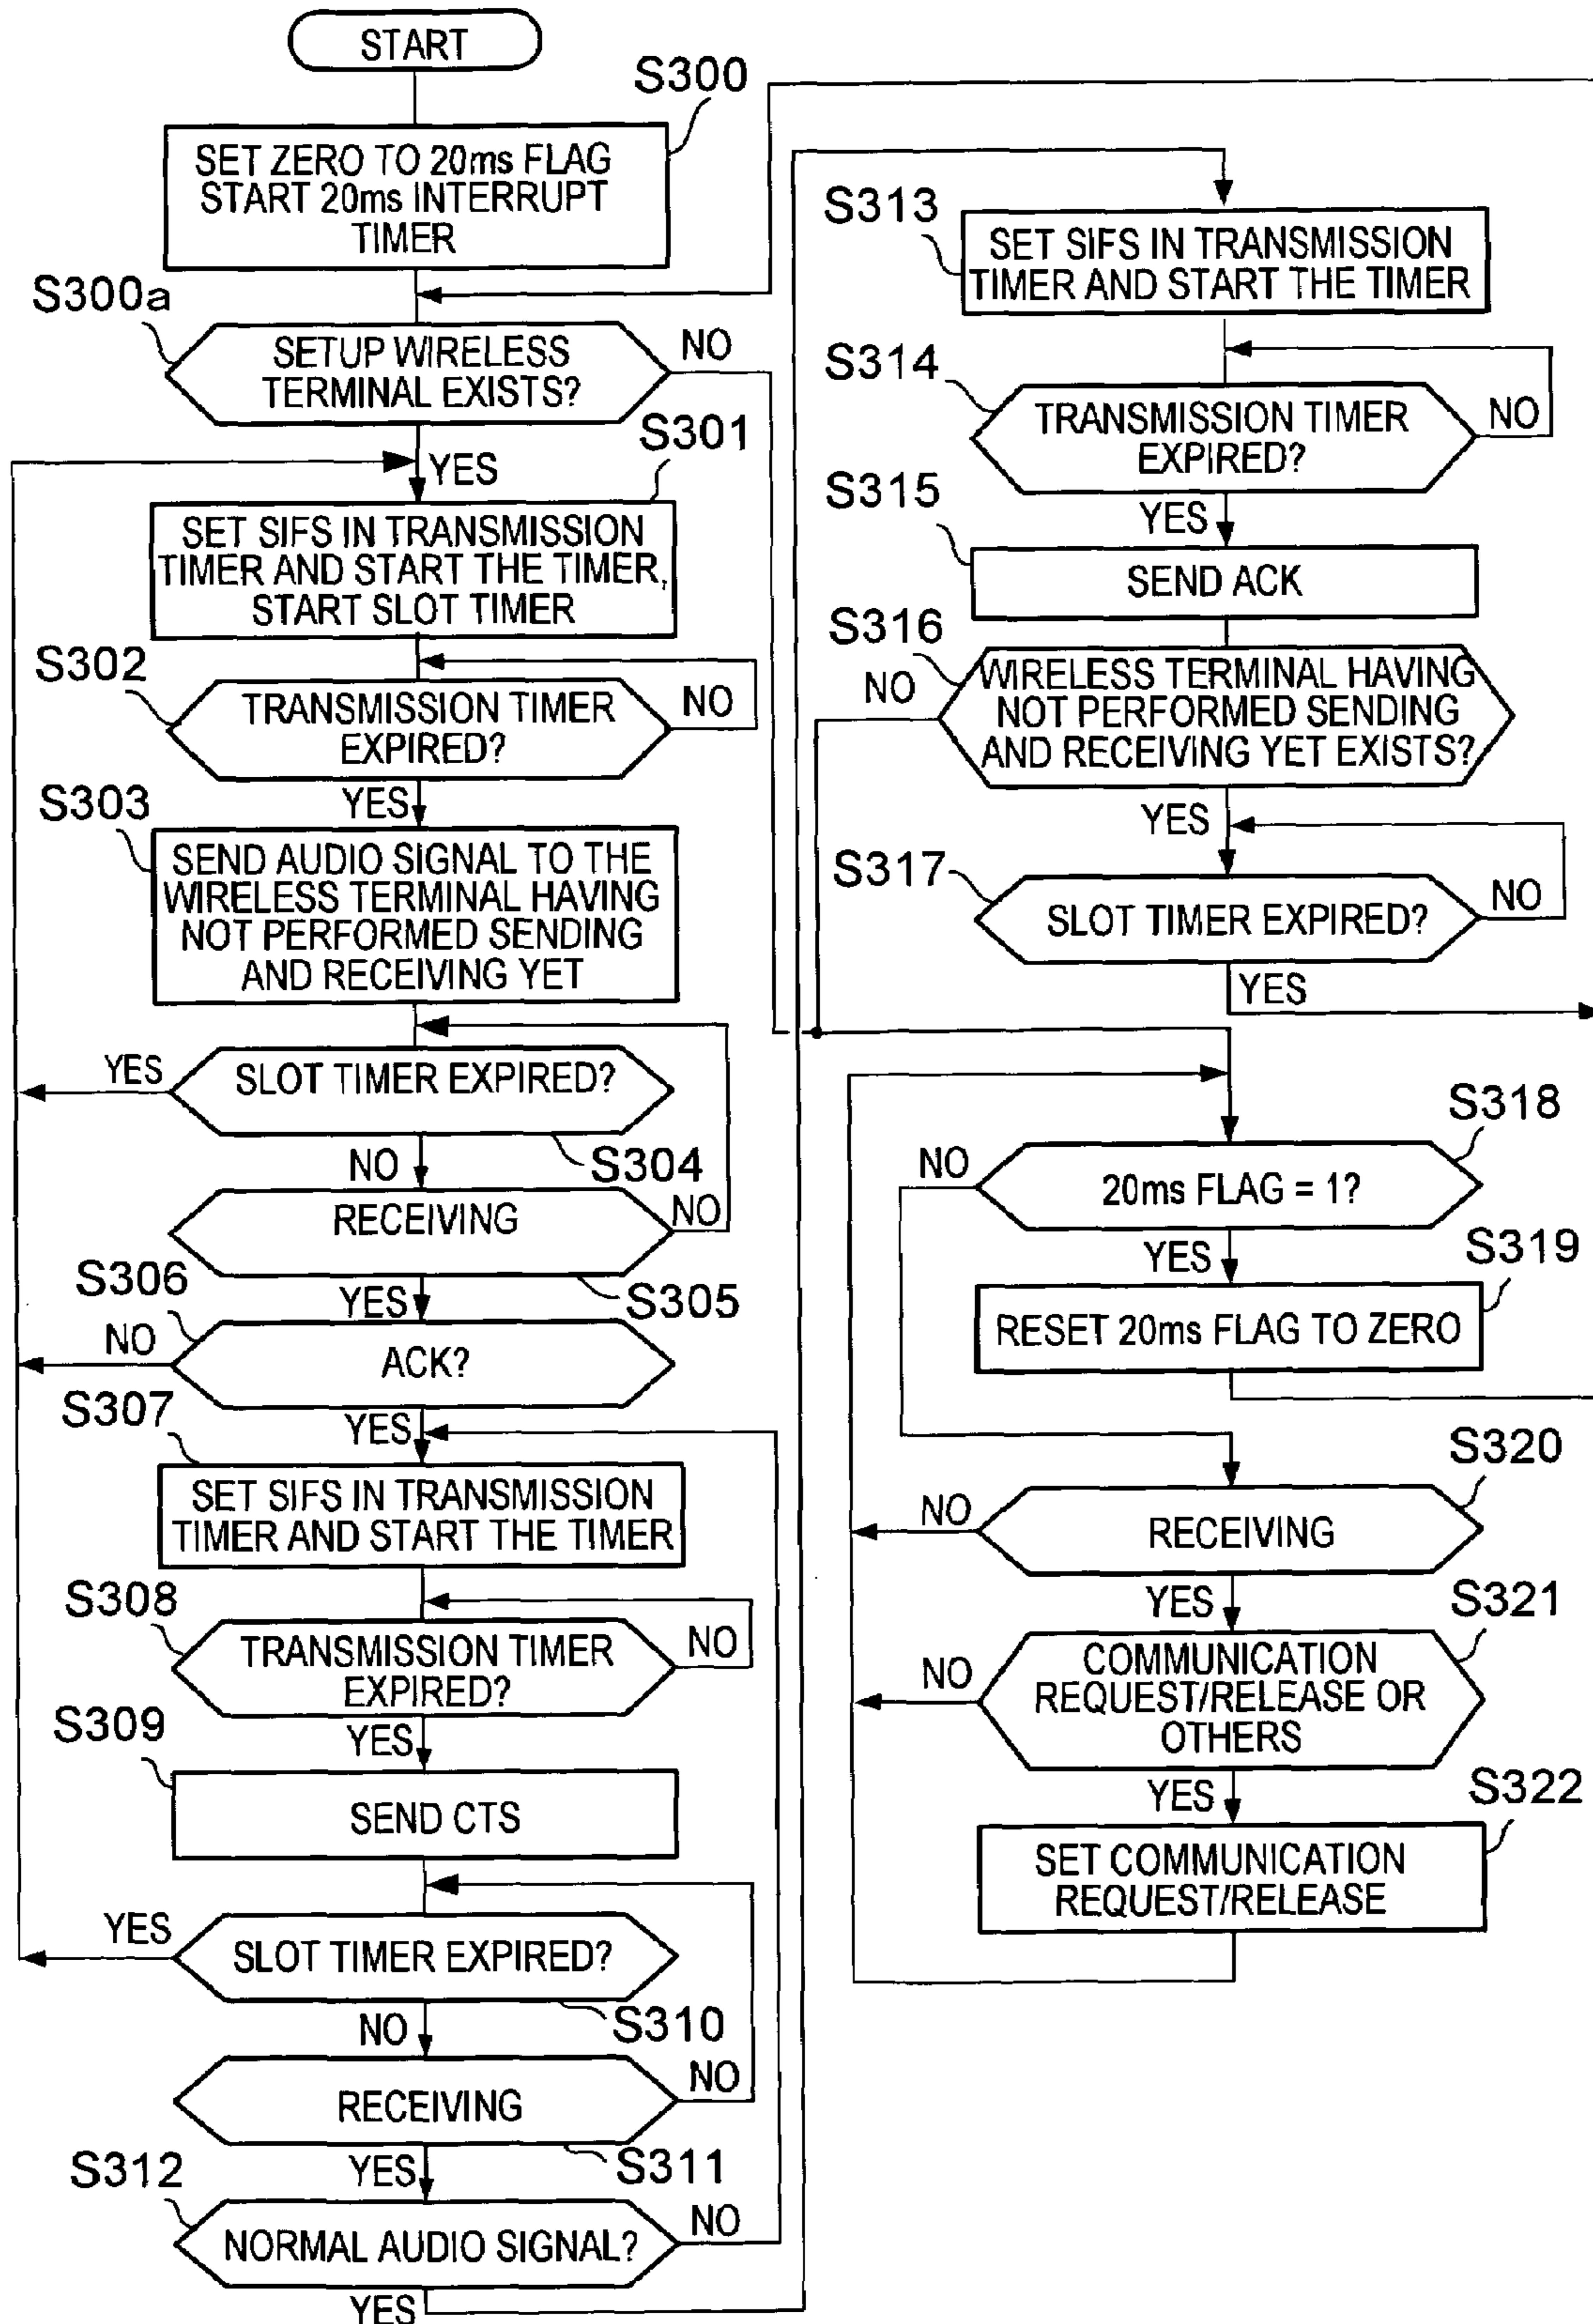 START
S300
SET ZERO TO 20ms FLAG
START 20ms INTERRUPT
TIMER
S300a
SETUP WIRELESS
TERMINAL EXISTS?
NO
YES
S301
SET SIFS IN TRANSMISSION
TIMER AND START THE TIMER,
START SLOT TIMER
S302
TRANSMISSION TIMER
EXPIRED?
NO
YES
S303
SEND AUDIO SIGNAL TO THE
WIRELESS TERMINAL HAVING
NOT PERFORMED SENDING
AND RECEIVING YET
YES
SLOT TIMER EXPIRED?
NO
S304
RECEIVING
NO
S305
YES
S306
NO
ACK?
S307
YES
SET SIFS IN TRANSMISSION
TIMER AND START THE TIMER
S308
TRANSMISSION TIMER
EXPIRED?
NO
S309
YES
SEND CTS
YES
SLOT TIMER EXPIRED?
S310
NO
RECEIVING
NO
S311
YES
S312
NORMAL AUDIO SIGNAL?
NO
YES
S313
SET SIFS IN TRANSMISSION
TIMER AND START THE TIMER
S314
TRANSMISSION TIMER
EXPIRED?
NO
S315
YES
SEND ACK
S316
NO
WIRELESS TERMINAL HAVING
NOT PERFORMED SENDING
AND RECEIVING YET EXISTS?
YES
S317
SLOT TIMER EXPIRED?
NO
YES
S318
NO
20ms FLAG = 1?
YES
S319
RESET 20ms FLAG TO ZERO
S320
NO
RECEIVING
YES
S321
NO
COMMUNICATION
REQUEST/RELEASE OR
OTHERS
YES
S322
SET COMMUNICATION
REQUEST/RELEASE